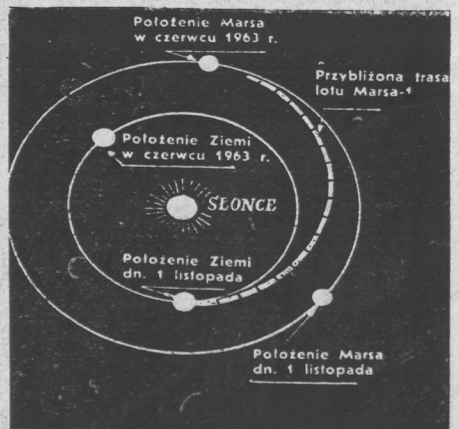 Położenie Marsa
w czerwcu 1963 r.
Przybliżona trasa
lotu Marsa-1
Położenie Ziemi
w czerwcu 1963 r.
SŁONCE
Położenie Ziemi
dn. 1 listopada
Położenie Marsa
dn. 1 listopada